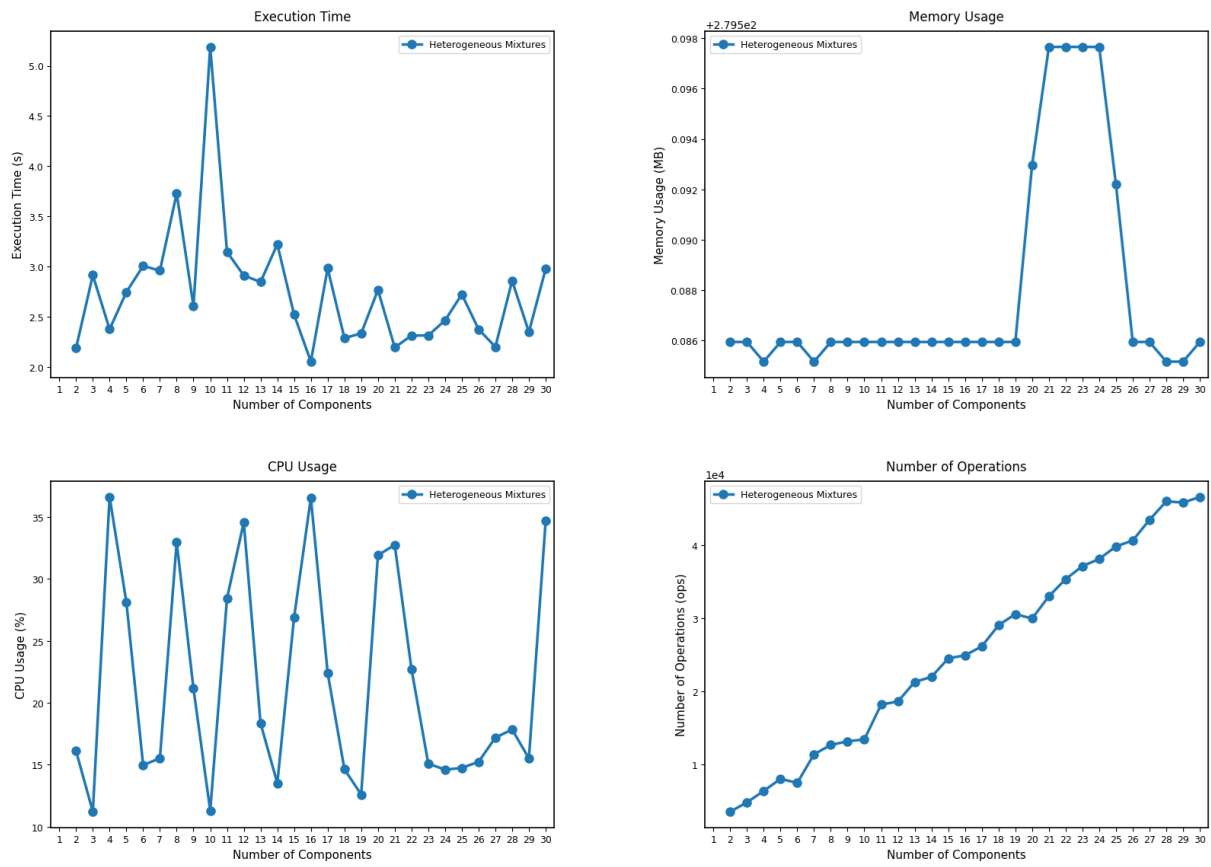 Execution Time
Heterogeneous Mixtures
Execution Time (s)
5.0
4.5
4.0
3.5
3.0
2.5
2.0
1 2 3 4 5 6 7 8 9 10 11 12 13 14 15 16 17 18 19 20 21 22 23 24 25 26 27 28 29 30
Number of Components
Memory Usage
+2.795e2
Heterogeneous Mixtures
Memory Usage (MB)
0.098
0.096
0.094
0.092
0.090
0.088
0.086
1 2 3 4 5 6 7 8 9 10 11 12 13 14 15 16 17 18 19 20 21 22 23 24 25 26 27 28 29 30
Number of Components
CPU Usage
Heterogeneous Mixtures
CPU Usage (%)
35
30
25
20
15
10
1 2 3 4 5 6 7 8 9 10 11 12 13 14 15 16 17 18 19 20 21 22 23 24 25 26 27 28 29 30
Number of Components
Number of Operations
1e4
Heterogeneous Mixtures
Number of Operations (ops)
4
3
2
1
1 2 3 4 5 6 7 8 9 10 11 12 13 14 15 16 17 18 19 20 21 22 23 24 25 26 27 28 29 30
Number of Components